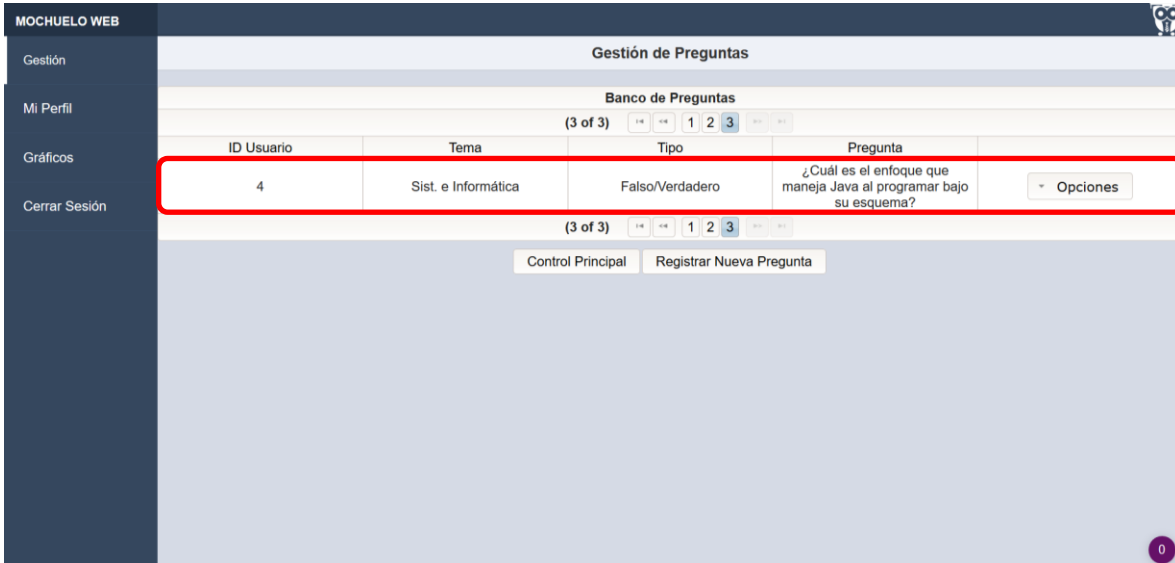 MOCHUELO WEB
Gestión
Mi Perfil
Gráficos
Cerrar Sesión
Gestión de Preguntas
Banco de Preguntas
(3 of 3) 1 2 3
ID Usuario Tema Tipo Pregunta
4 Sist. e Informática Falso/Verdadero ¿Cuál es el enfoque que
maneja Java al programar bajo
su esquema?
Opciones
(3 of 3) 1 2 3
Control Principal Registrar Nueva Pregunta
0